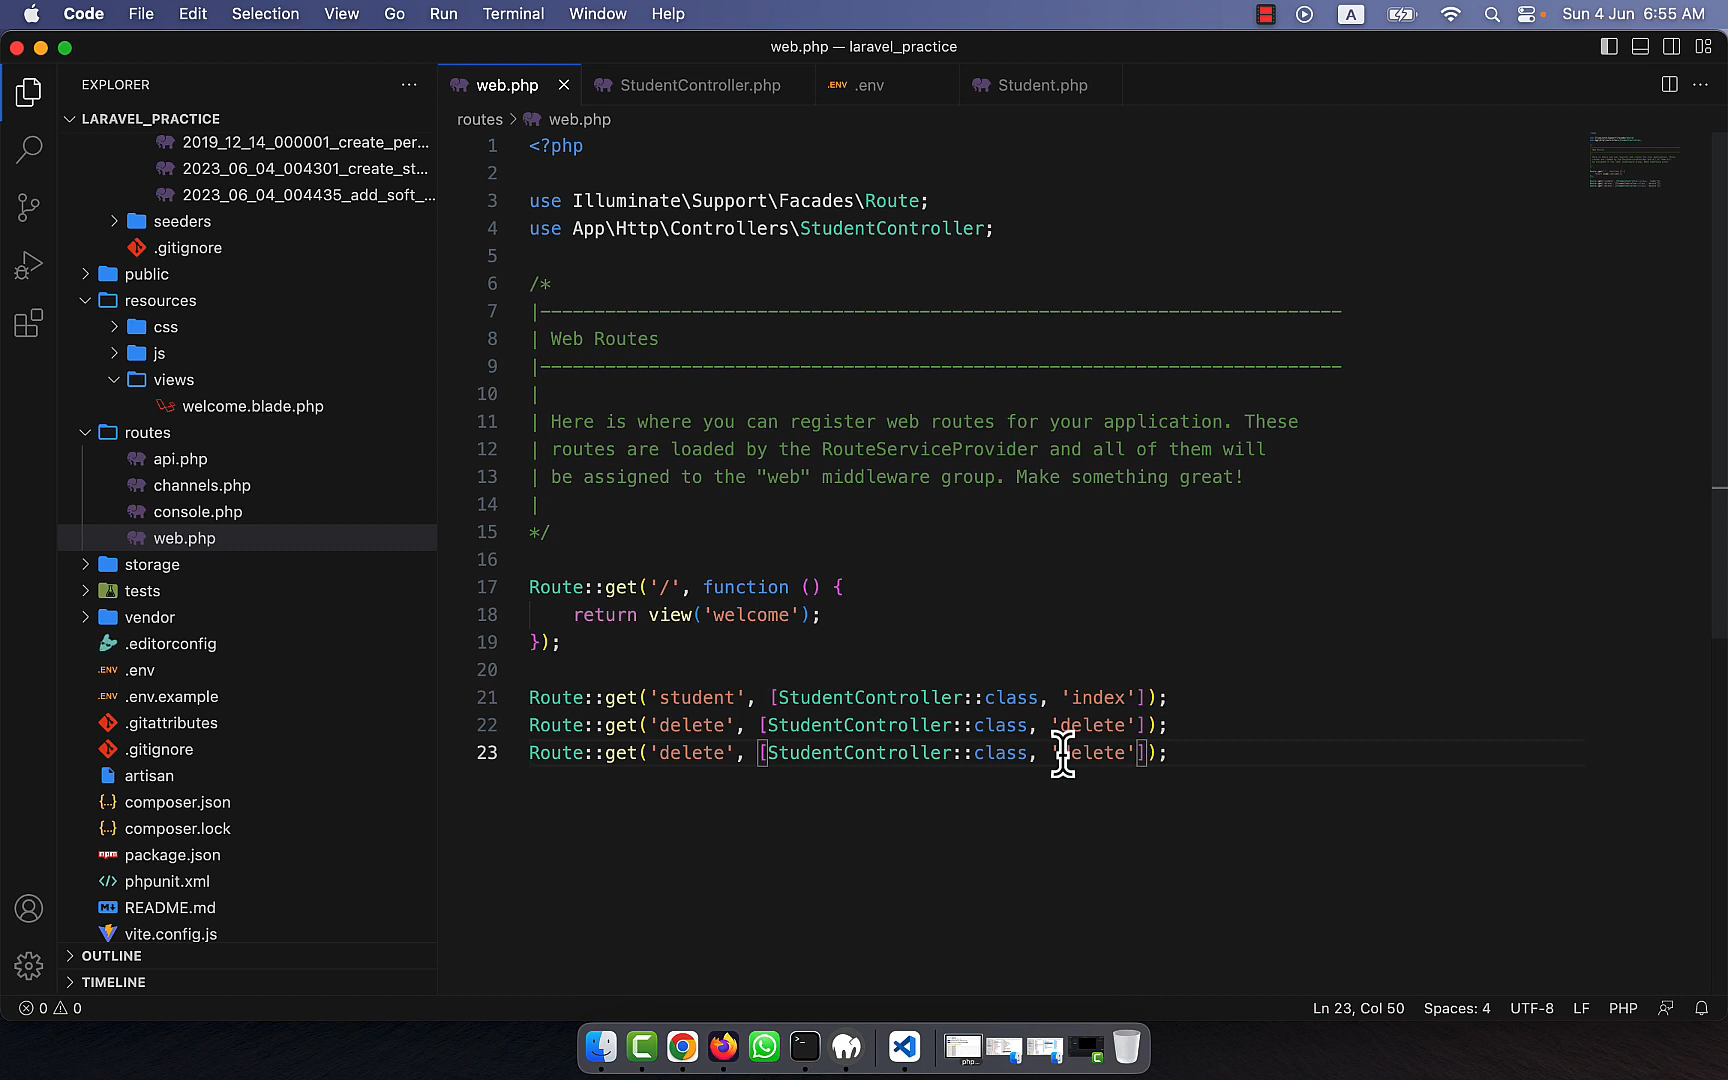 Code File Edit Selection View Go Run Terminal Window Help A Sun 4 Jun 6:55 AM
web.php — laravel_practice
EXPLORER
LARAVEL_PRACTICE
2019_12_14_000001_create_per...
2023_06_04_004301_create_st...
2023_06_04_004435_add_soft_...
seeders
.gitignore
public
resources
css
js
views
welcome.blade.php
routes
api.php
channels.php
console.php
web.php
storage
tests
vendor
.editorconfig
.ENV .env
.ENV .env.example
.gitattributes
.gitignore
artisan
{..} composer.json
{..} composer.lock
npm package.json
</> phpunit.xml
README.md
vite.config.js
OUTLINE
TIMELINE
web.php StudentController.php .ENV .env Student.php
routes > web.php
1 <?php
2
3 use Illuminate\Support\Facades\Route;
4 use App\Http\Controllers\StudentController;
5
6 /*
7 |--------------------------------------------------------------------------
8 | Web Routes
9 |--------------------------------------------------------------------------
10 |
11 | Here is where you can register web routes for your application. These
12 | routes are loaded by the RouteServiceProvider and all of them will
13 | be assigned to the "web" middleware group. Make something great!
14 |
15 */
16
17 Route::get('/', function () {
18 return view('welcome');
19 });
20
21 Route::get('student', [StudentController::class, 'index']);
22 Route::get('delete', [StudentController::class, 'delete']);
23 Route::get('delete', [StudentController::class, 'delete']);
0 0 Ln 23, Col 50 Spaces: 4 UTF-8 LF PHP
php...